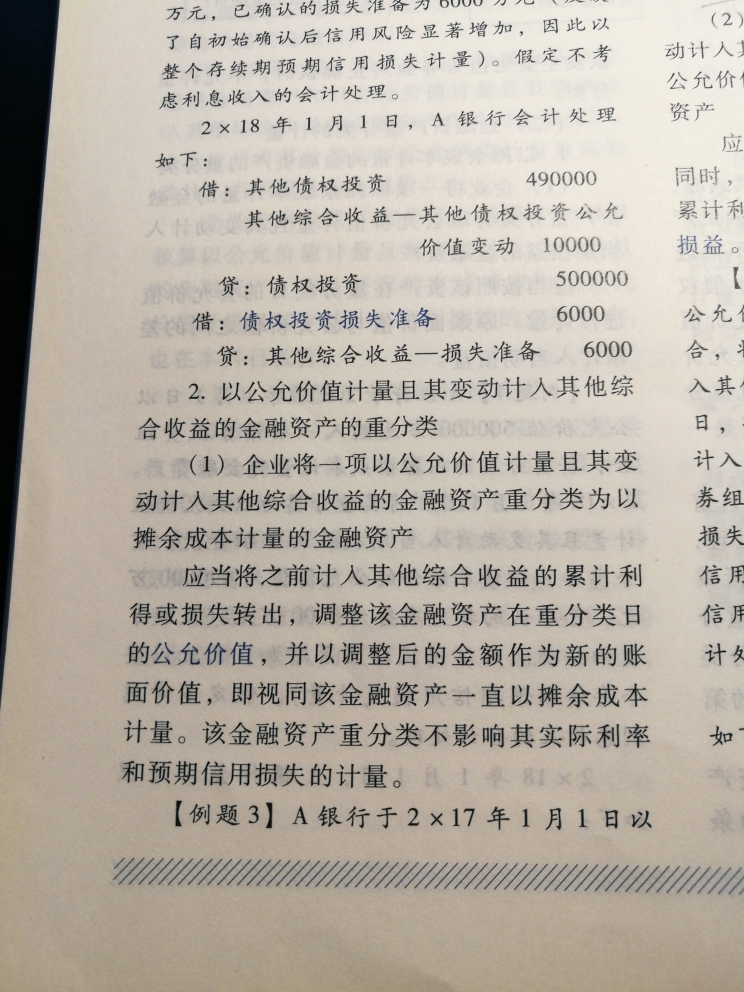 万元，已确认的损失准备为6000万元（反映
了自初始确认后信用风险显著增加，因此以
整个存续期预期信用损失计量）。假定不考
虑利息收入的会计处理。
2×18年1月1日，A银行会计处理
如下：
借：其他债权投资 490000
其他综合收益—其他债权投资公允
价值变动 10000
贷：债权投资 500000
借：债权投资损失准备 6000
贷：其他综合收益—损失准备 6000
2. 以公允价值计量且其变动计入其他综
合收益的金融资产的重分类
（1）企业将一项以公允价值计量且其变
动计入其他综合收益的金融资产重分类为以
摊余成本计量的金融资产
应当将之前计入其他综合收益的累计利
得或损失转出，调整该金融资产在重分类日
的公允价值，并以调整后的金额作为新的账
面价值，即视同该金融资产一直以摊余成本
计量。该金融资产重分类不影响其实际利率
和预期信用损失的计量。
【例题3】A银行于2×17年1月1日以
（2）
动计入其
公允价值
资产
应
同时，
累计利
损益。
【
公允价
合，将
入其他
日，
计入
券组
损失
信用
信用
计处
如下